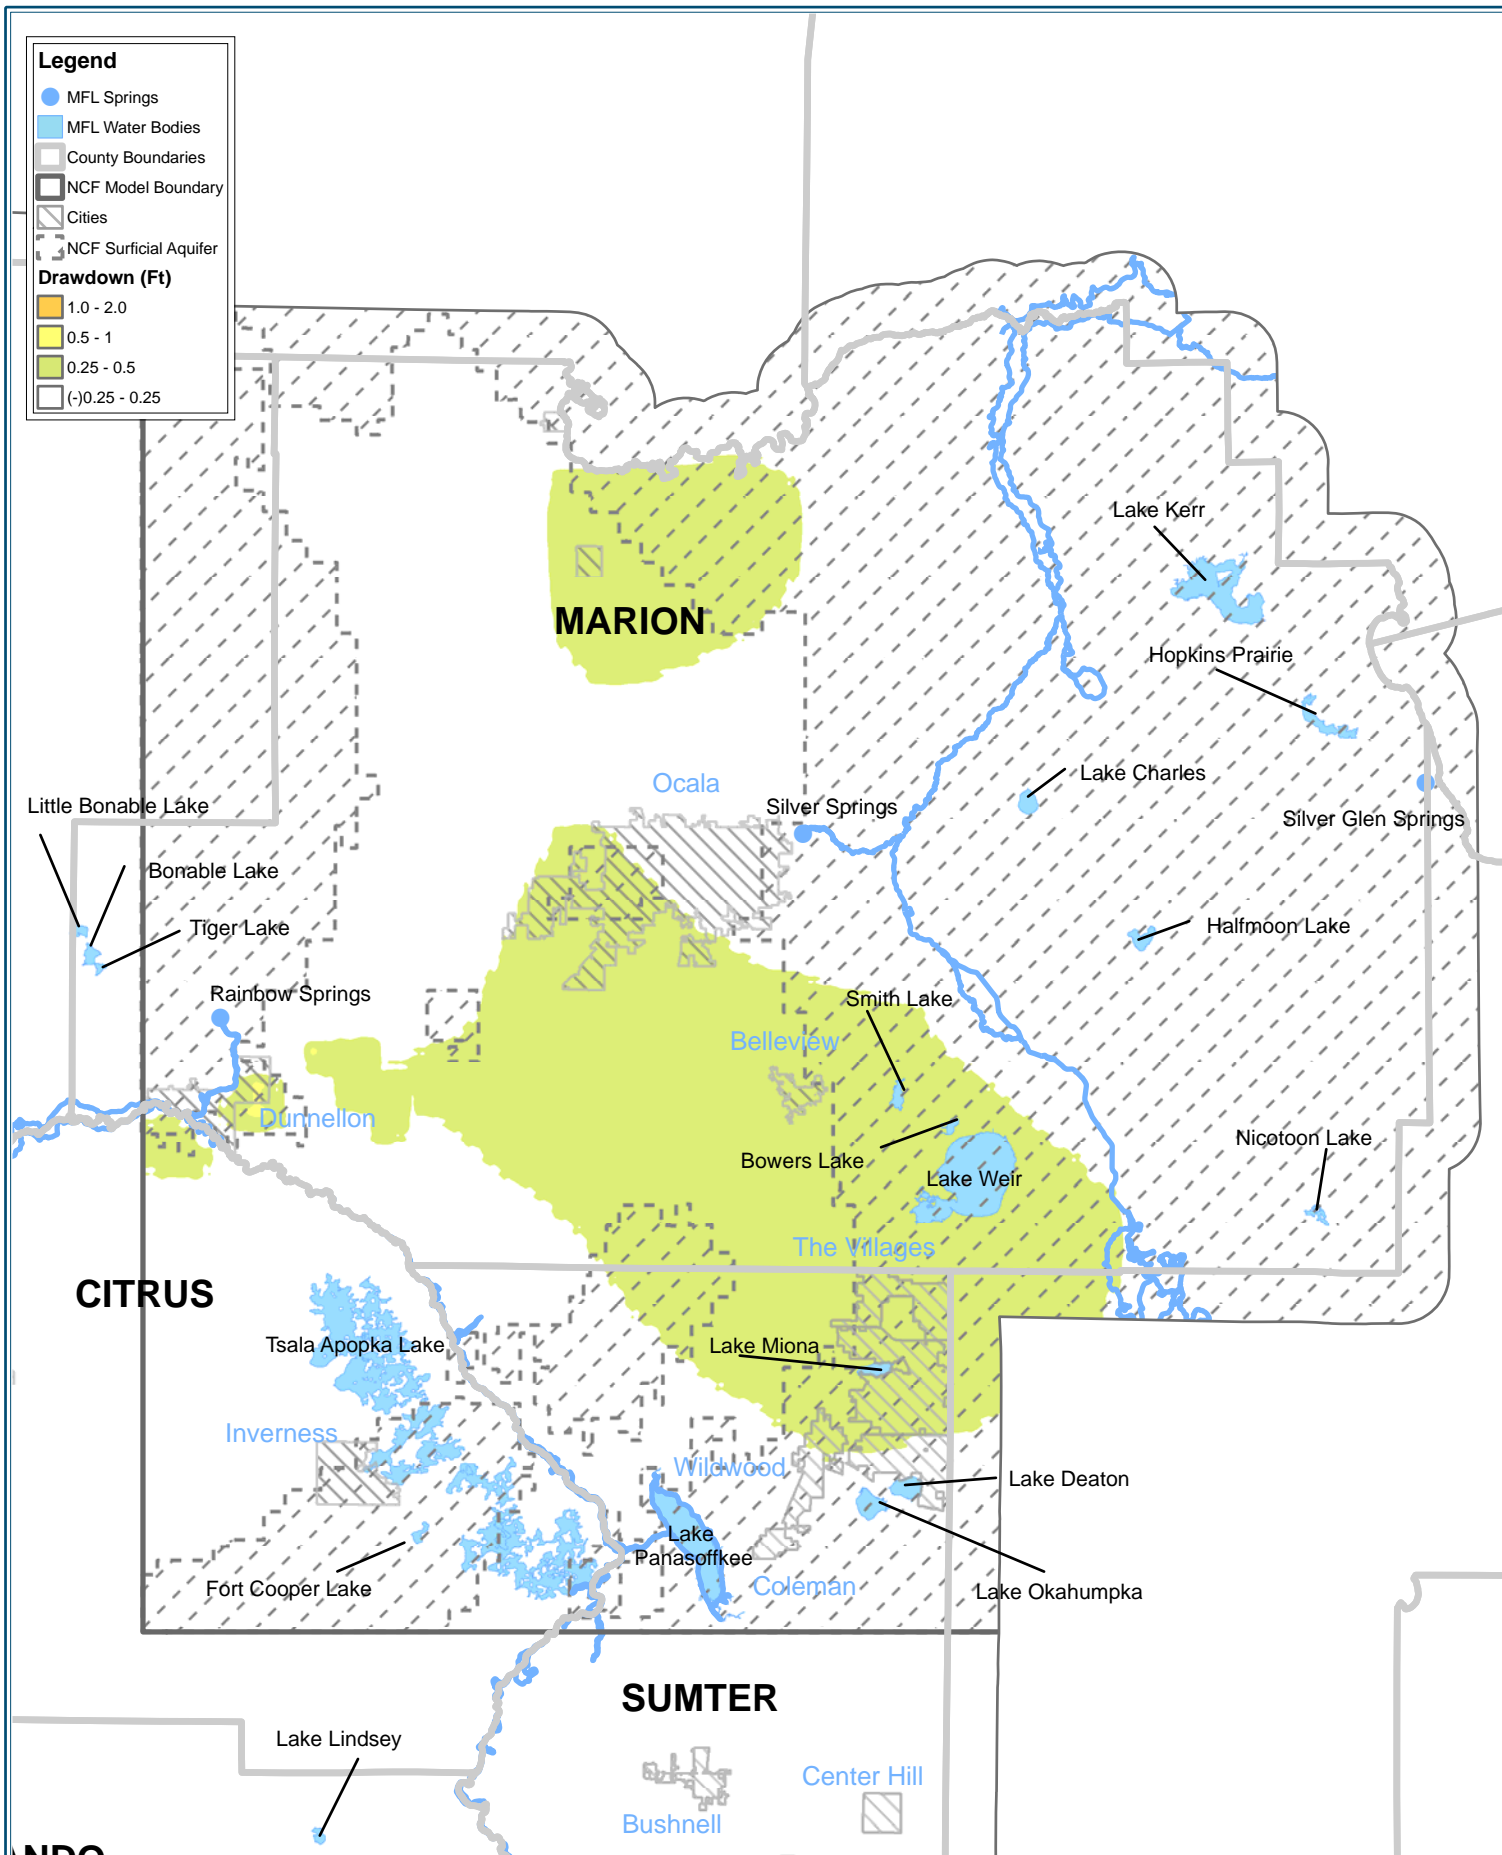 Legend
MFL Springs
MFL Water Bodies
County Boundaries
NCF Model Boundary
Cities
NCF Surficial Aquifer
Drawdown (Ft)
1.0 - 2.0
0.5 - 1
0.25 - 0.5
(-)0.25 - 0.25
Lake Kerr
MARION
Hopkins Prairie
Ocala
Lake Charles
Little Bonable Lake
Silver Springs
Silver Glen Springs
Bonable Lake
Tiger Lake
Halfmoon Lake
Rainbow Springs
Smith Lake
Belleview
Dunnellon
Nicotoon Lake
Bowers Lake
Lake Weir
The Villages
CITRUS
Tsala Apopka Lake
Lake Miona
Inverness
Wildwood
Lake Deaton
Lake
Panasoffkee
Fort Cooper Lake
Coleman
Lake Okahumpka
SUMTER
Lake Lindsey
Center Hill
Bushnell